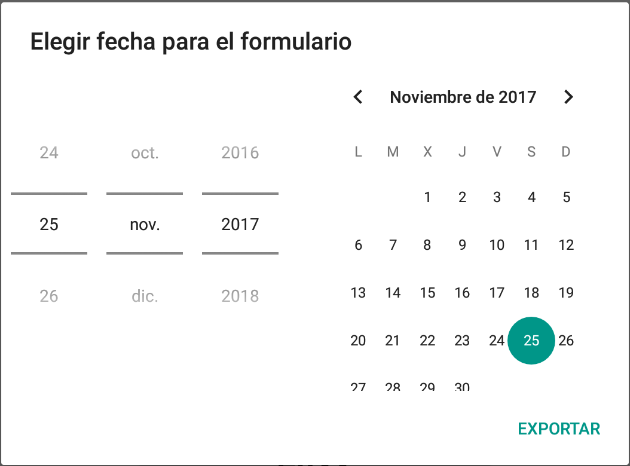 Elegir fecha para el formulario
24 oct. 2016
25 nov. 2017
26 dic. 2018
Noviembre de 2017
L M X J V S D
1 2 3 4 5
6 7 8 9 10 11 12
13 14 15 16 17 18 19
20 21 22 23 24 25 26
27 28 29 30
EXPORTAR